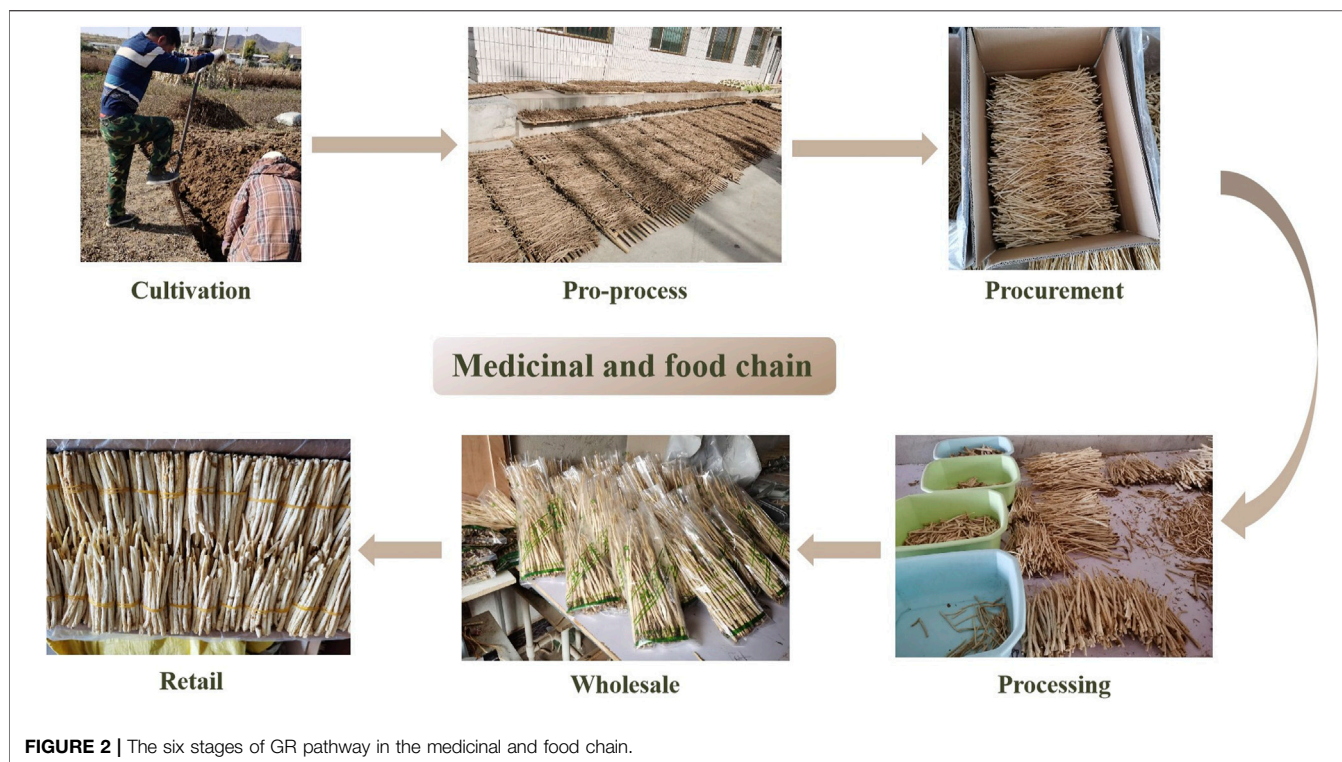 Cultivation
Pro-process
Procurement
Medicinal and food chain
Retail
Wholesale
Processing
FIGURE 2 | The six stages of GR pathway in the medicinal and food chain.